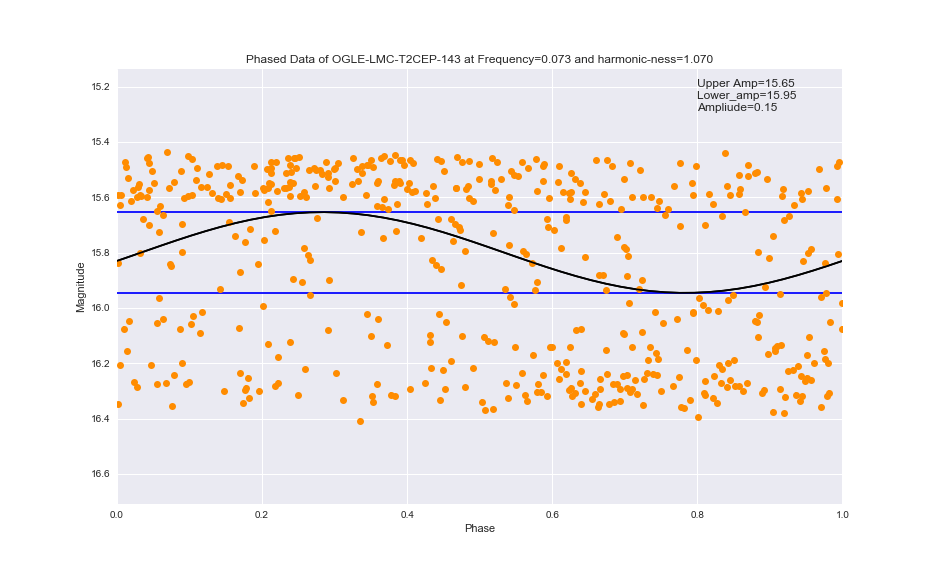 Phased Data of OGLE-LMC-T2CEP-143 at Frequency=0.073 and harmonic-ness=1.070
Upper Amp=15.65
Lower_amp=15.95
Ampliude=0.15
15.2
15.4
15.6
15.8
16.0
16.2
16.4
16.6
Magnitude
0.0
0.2
0.4
0.6
0.8
1.0
Phase